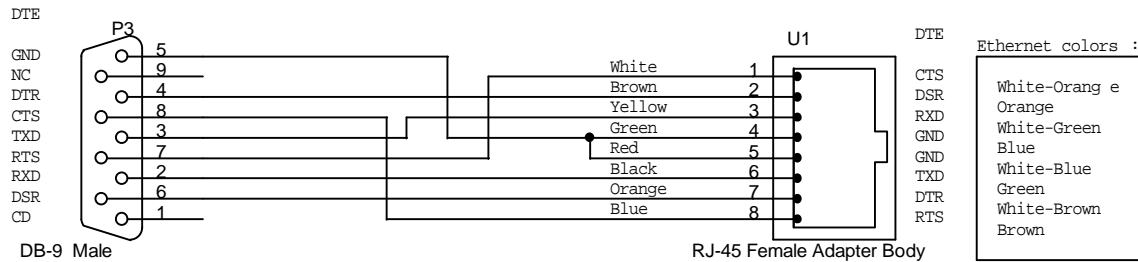 DTE
P3
GND 5
NC 9
DTR 4
CTS 8
TXD 3
RTS 7
RXD 2
DSR 6
CD 1
DB-9 Male
U1
DTE
White 1 CTS
Brown 2 DSR
Yellow 3 RXD
Green 4 GND
Red 5 GND
Black 6 TXD
Orange 7 DTR
Blue 8 RTS
RJ-45 Female Adapter Body
Ethernet colors :
White-Orang e
Orange
White-Green
Blue
White-Blue
Green
White-Brown
Brown